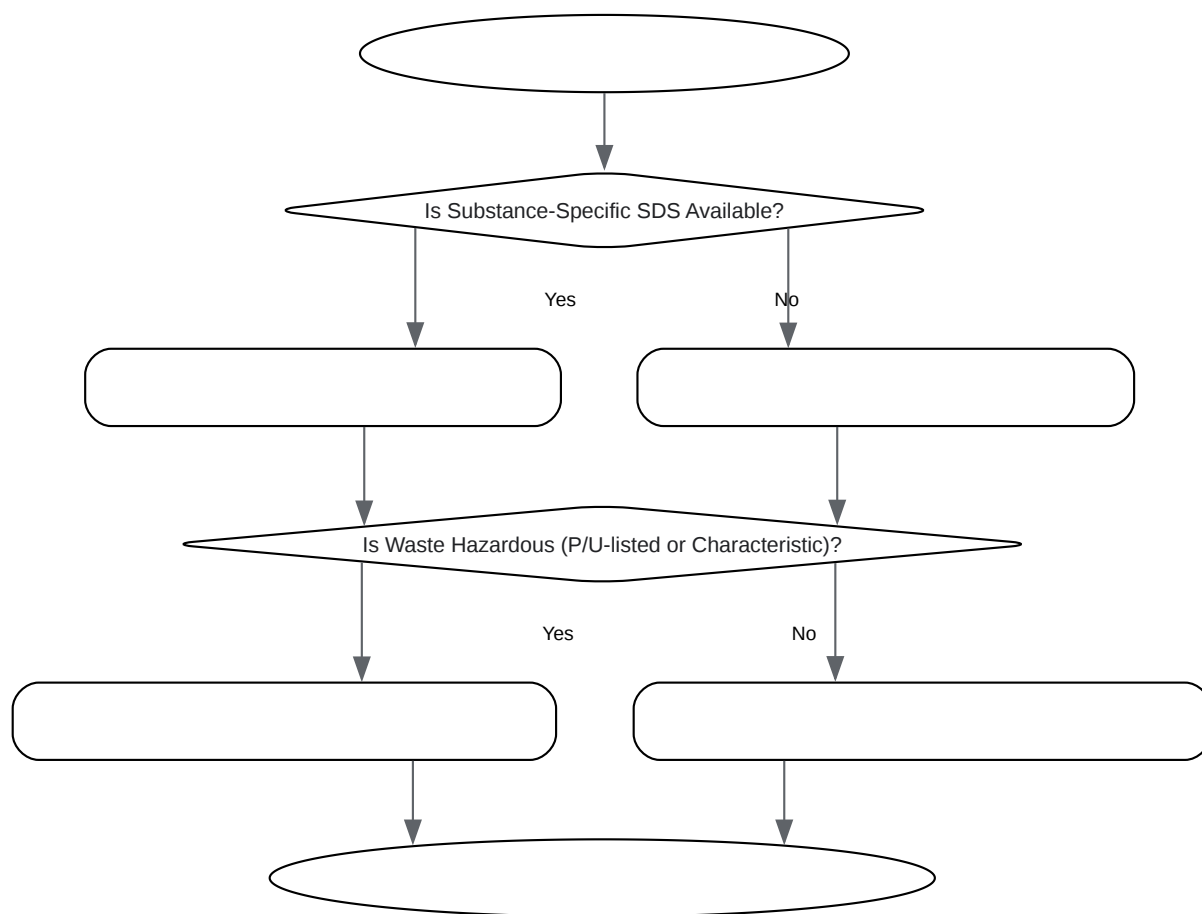 Is Substance-Specific SDS Available?
Yes
No
Is Waste Hazardous (P/U-listed or Characteristic)?
Yes
No